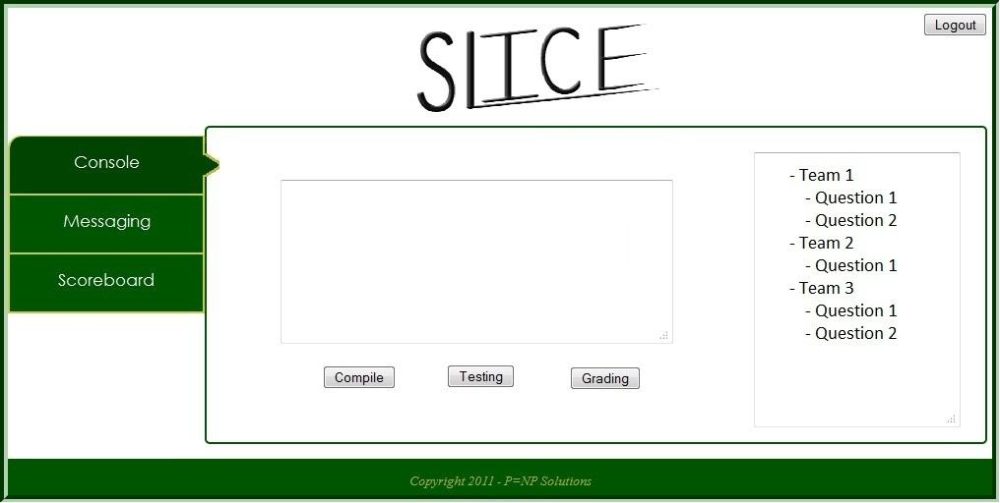 Logout
SLICE
Console
Messaging
Scoreboard
- Team 1
- Question 1
- Question 2
- Team 2
- Question 1
- Team 3
- Question 1
- Question 2
Compile
Testing
Grading
Copyright 2011 - P=NP Solutions